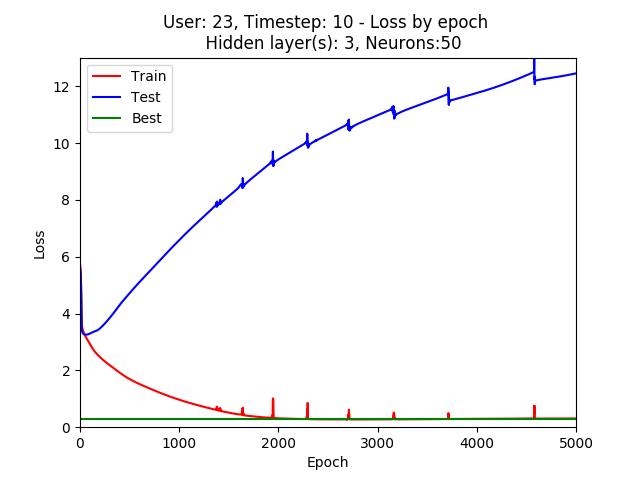 User: 23, Timestep: 10 - Loss by epoch
Hidden layer(s): 3, Neurons:50
Train
Test
Best
Loss
12
10
8
6
4
2
0
0 1000 2000 3000 4000 5000
Epoch